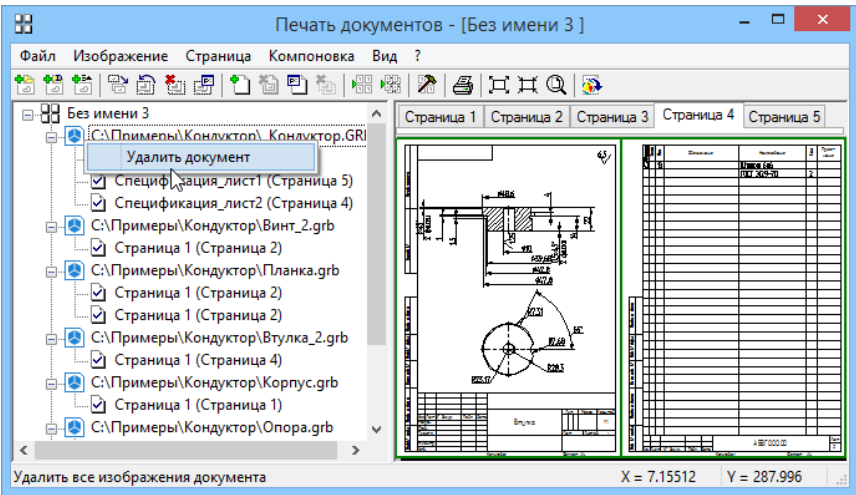 Печать документов - [Без имени 3 ]
Файл Изображение Страница Компоновка Вид ?
Без имени 3
C:\Примеры\Кондуктор\_Кондуктор.GRI
Удалить документ
Спецификация_лист1 (Страница 5)
Спецификация_лист2 (Страница 4)
C:\Примеры\Кондуктор\Винт_2.grb
Страница 1 (Страница 2)
C:\Примеры\Кондуктор\Планка.grb
Страница 1 (Страница 2)
Страница 1 (Страница 2)
C:\Примеры\Кондуктор\Втулка_2.grb
Страница 1 (Страница 4)
C:\Примеры\Кондуктор\Корпус.grb
Страница 1 (Страница 1)
C:\Примеры\Кондуктор\Опора.grb
Страница 1 Страница 2 Страница 3 Страница 4 Страница 5
Втулка
Удалить все изображения документа
X = 7.15512 Y = 287.996